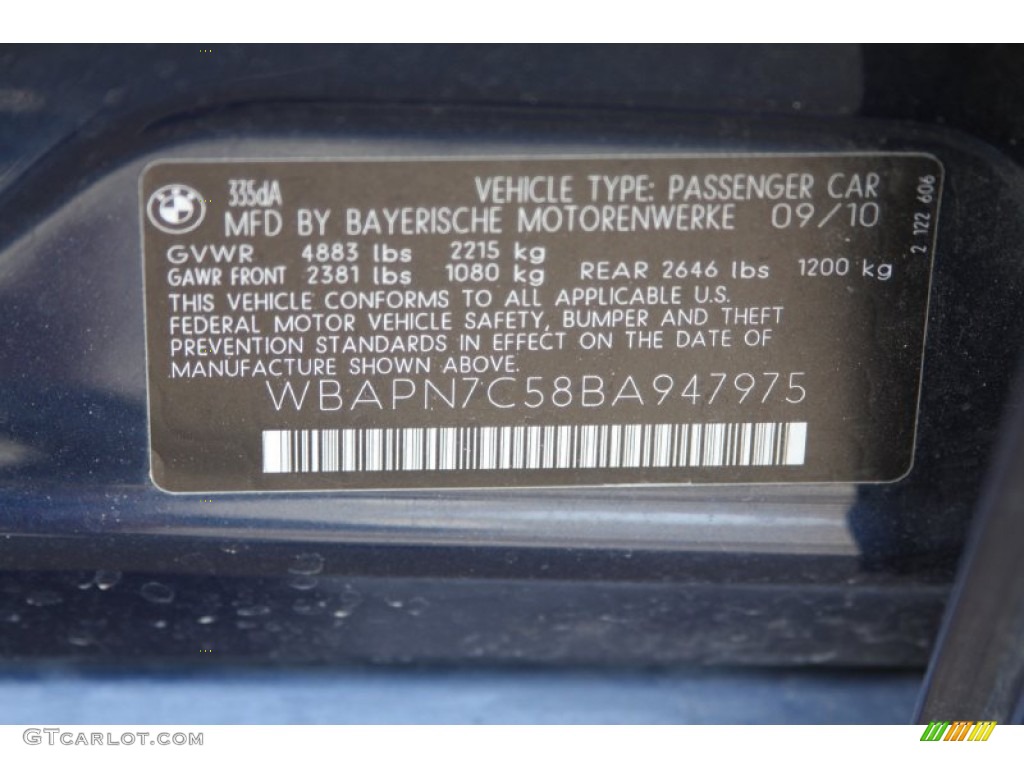 335dA
VEHICLE TYPE: PASSENGER CAR
MFD BY BAYERISCHE MOTORENWERKE 09/10
GVWR 4883 lbs 2215 kg
GAWR FRONT 2381 lbs 1080 kg REAR 2646 lbs 1200 kg
THIS VEHICLE CONFORMS TO ALL APPLICABLE U.S.
FEDERAL MOTOR VEHICLE SAFETY, BUMPER AND THEFT
PREVENTION STANDARDS IN EFFECT ON THE DATE OF
MANUFACTURE SHOWN ABOVE.
WBAPN7C58BA947975
2 122 606
GTCarLot.com